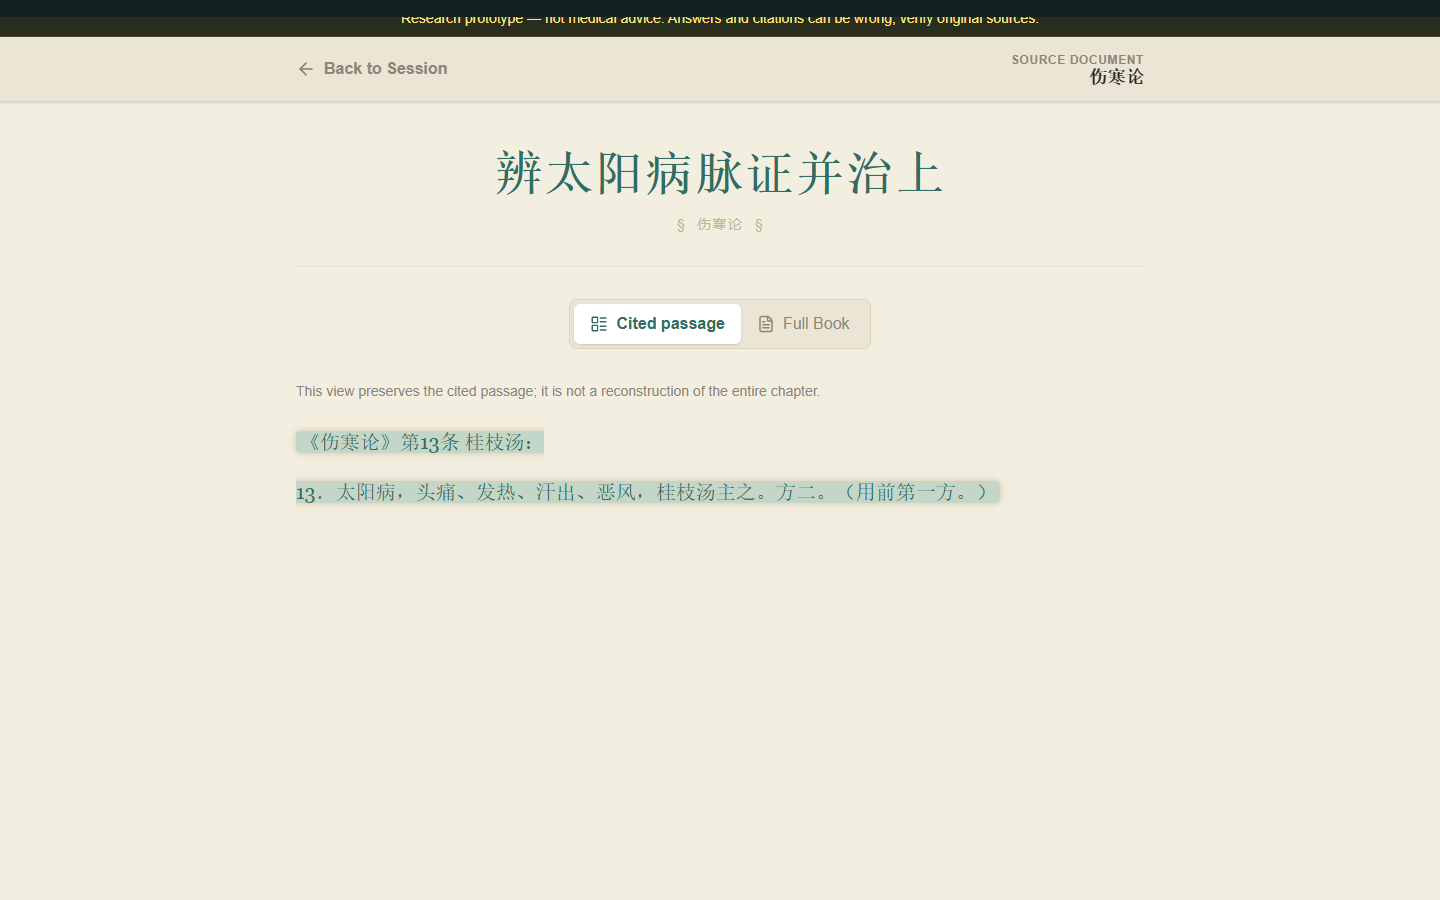 Research prototype — not medical advice. Answers and citations can be wrong; verify original sources.
Back to Session
SOURCE DOCUMENT
伤寒论
辨太阳病脉证并治上
§ 伤寒论 §
Cited passage
Full Book
This view preserves the cited passage; it is not a reconstruction of the entire chapter.
《伤寒论》第13条 桂枝汤：
13．太阳病，头痛、发热、汗出、恶风，桂枝汤主之。方二。（用前第一方。）